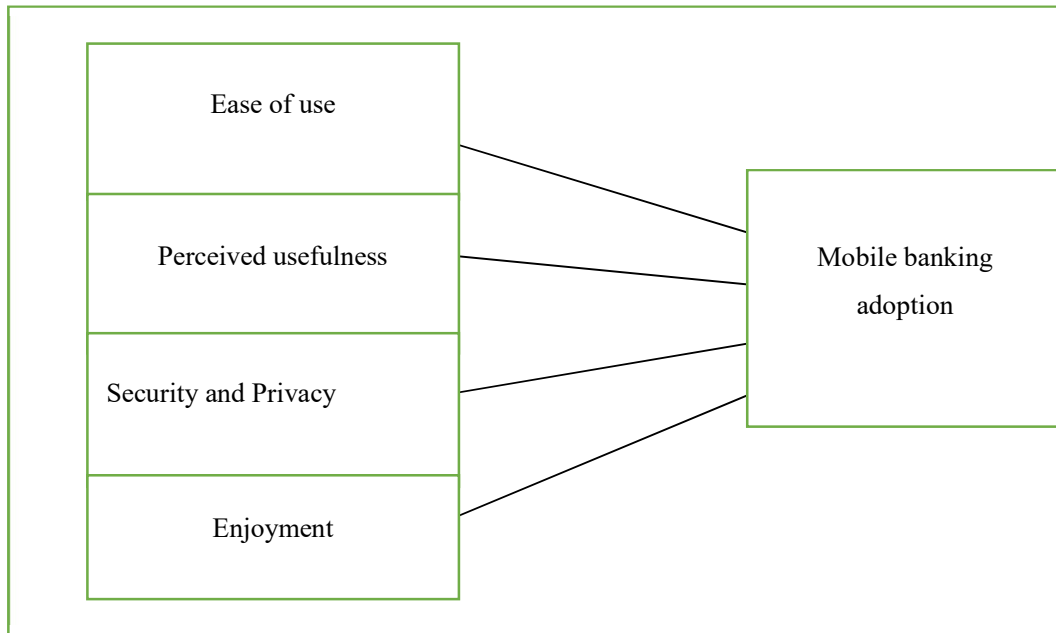 Ease of use
Perceived usefulness
Security and Privacy
Enjoyment
Mobile banking
adoption